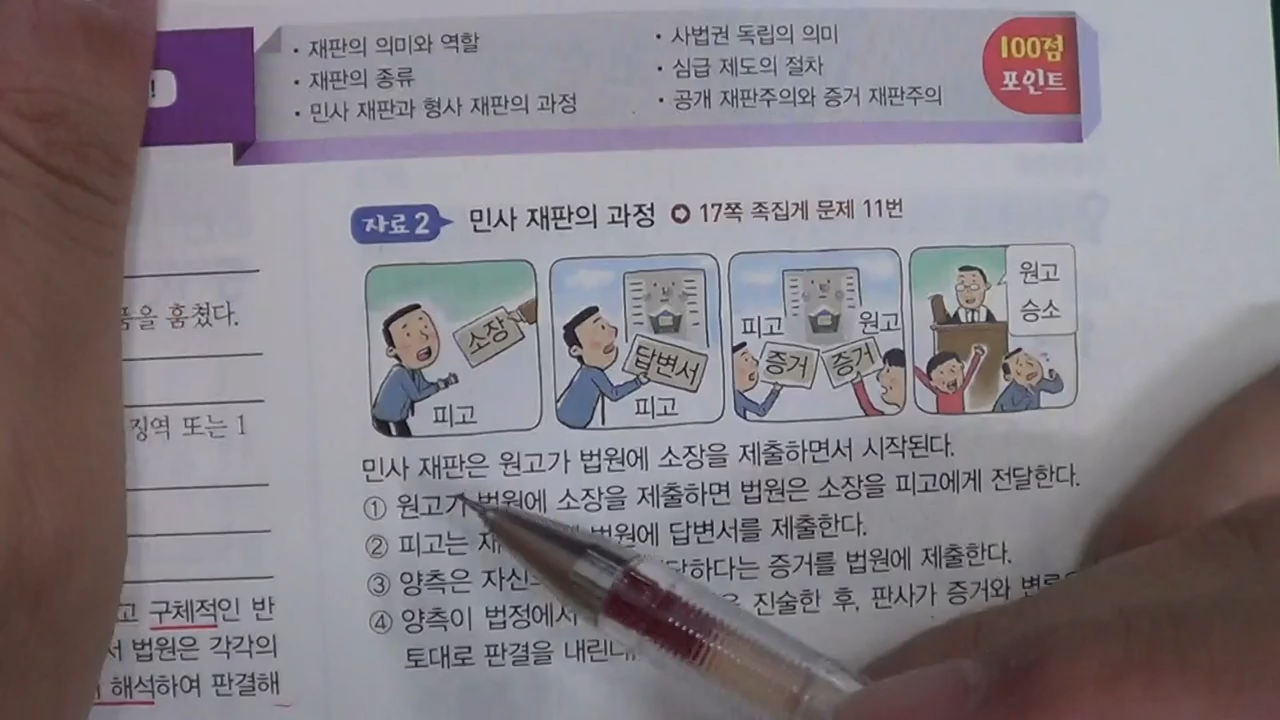 • 재판의 의미와 역할
• 재판의 종류
• 민사 재판과 형사 재판의 과정
• 사법권 독립의 의미
• 심급 제도의 절차
• 공개 재판주의와 증거 재판주의
100점
포인트
!
자료 2 민사 재판의 과정 ➲ 17쪽 족집게 문제 11번
소장
피고
답변서
피고
피고 원고
증거 증거
원고
승소
민사 재판은 원고가 법원에 소장을 제출하면서 시작된다.
① 원고가 법원에 소장을 제출하면 법원은 소장을 피고에게 전달한다.
② 피고는 법원에 답변서를 제출한다.
③ 양측은 증거를 법원에 제출한다.
④ 양측이 법정에서 진술한 후, 판사가 증거와
토대로 판결을
훔쳤다.
징역 또는 1
구체적인 반
법원은 각각의
해석하여 판결해